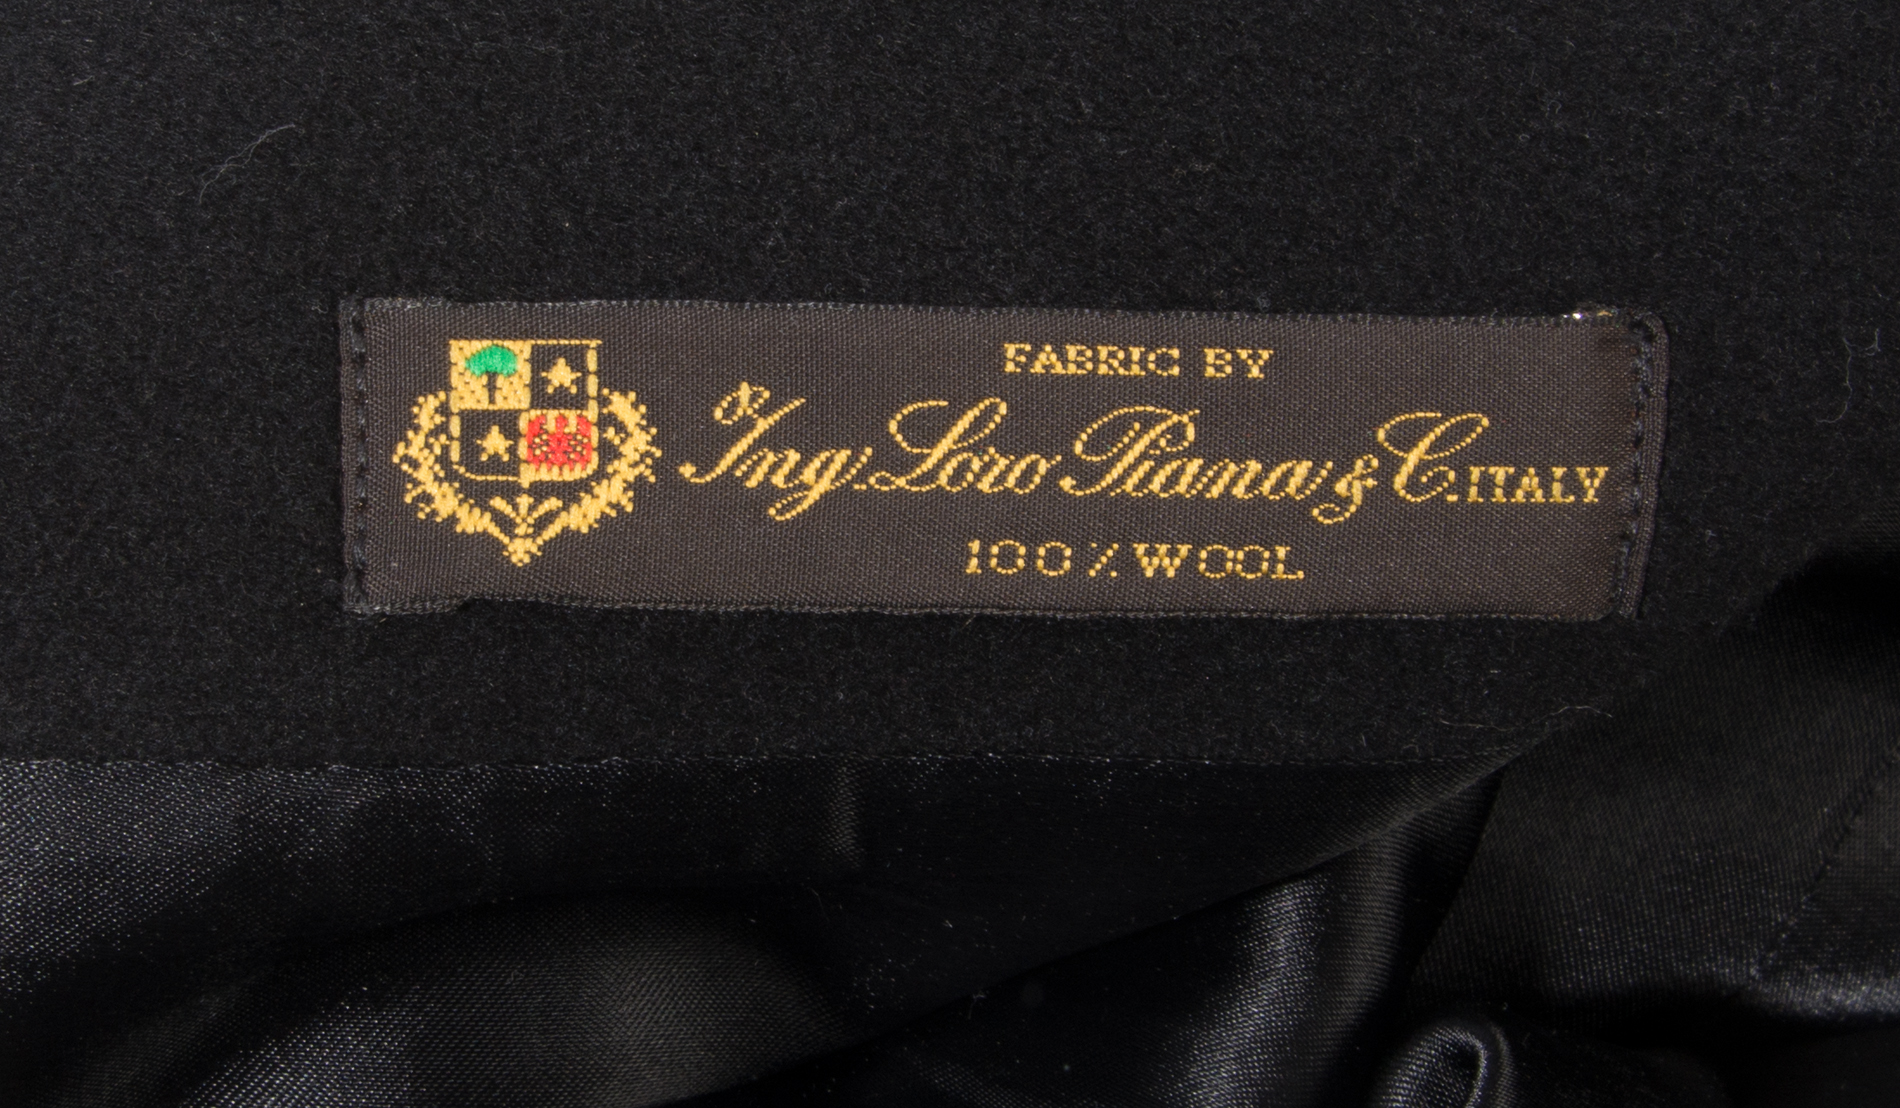 FABRIC BY
Ing. Loro Piana & C. ITALY
100% WOOL